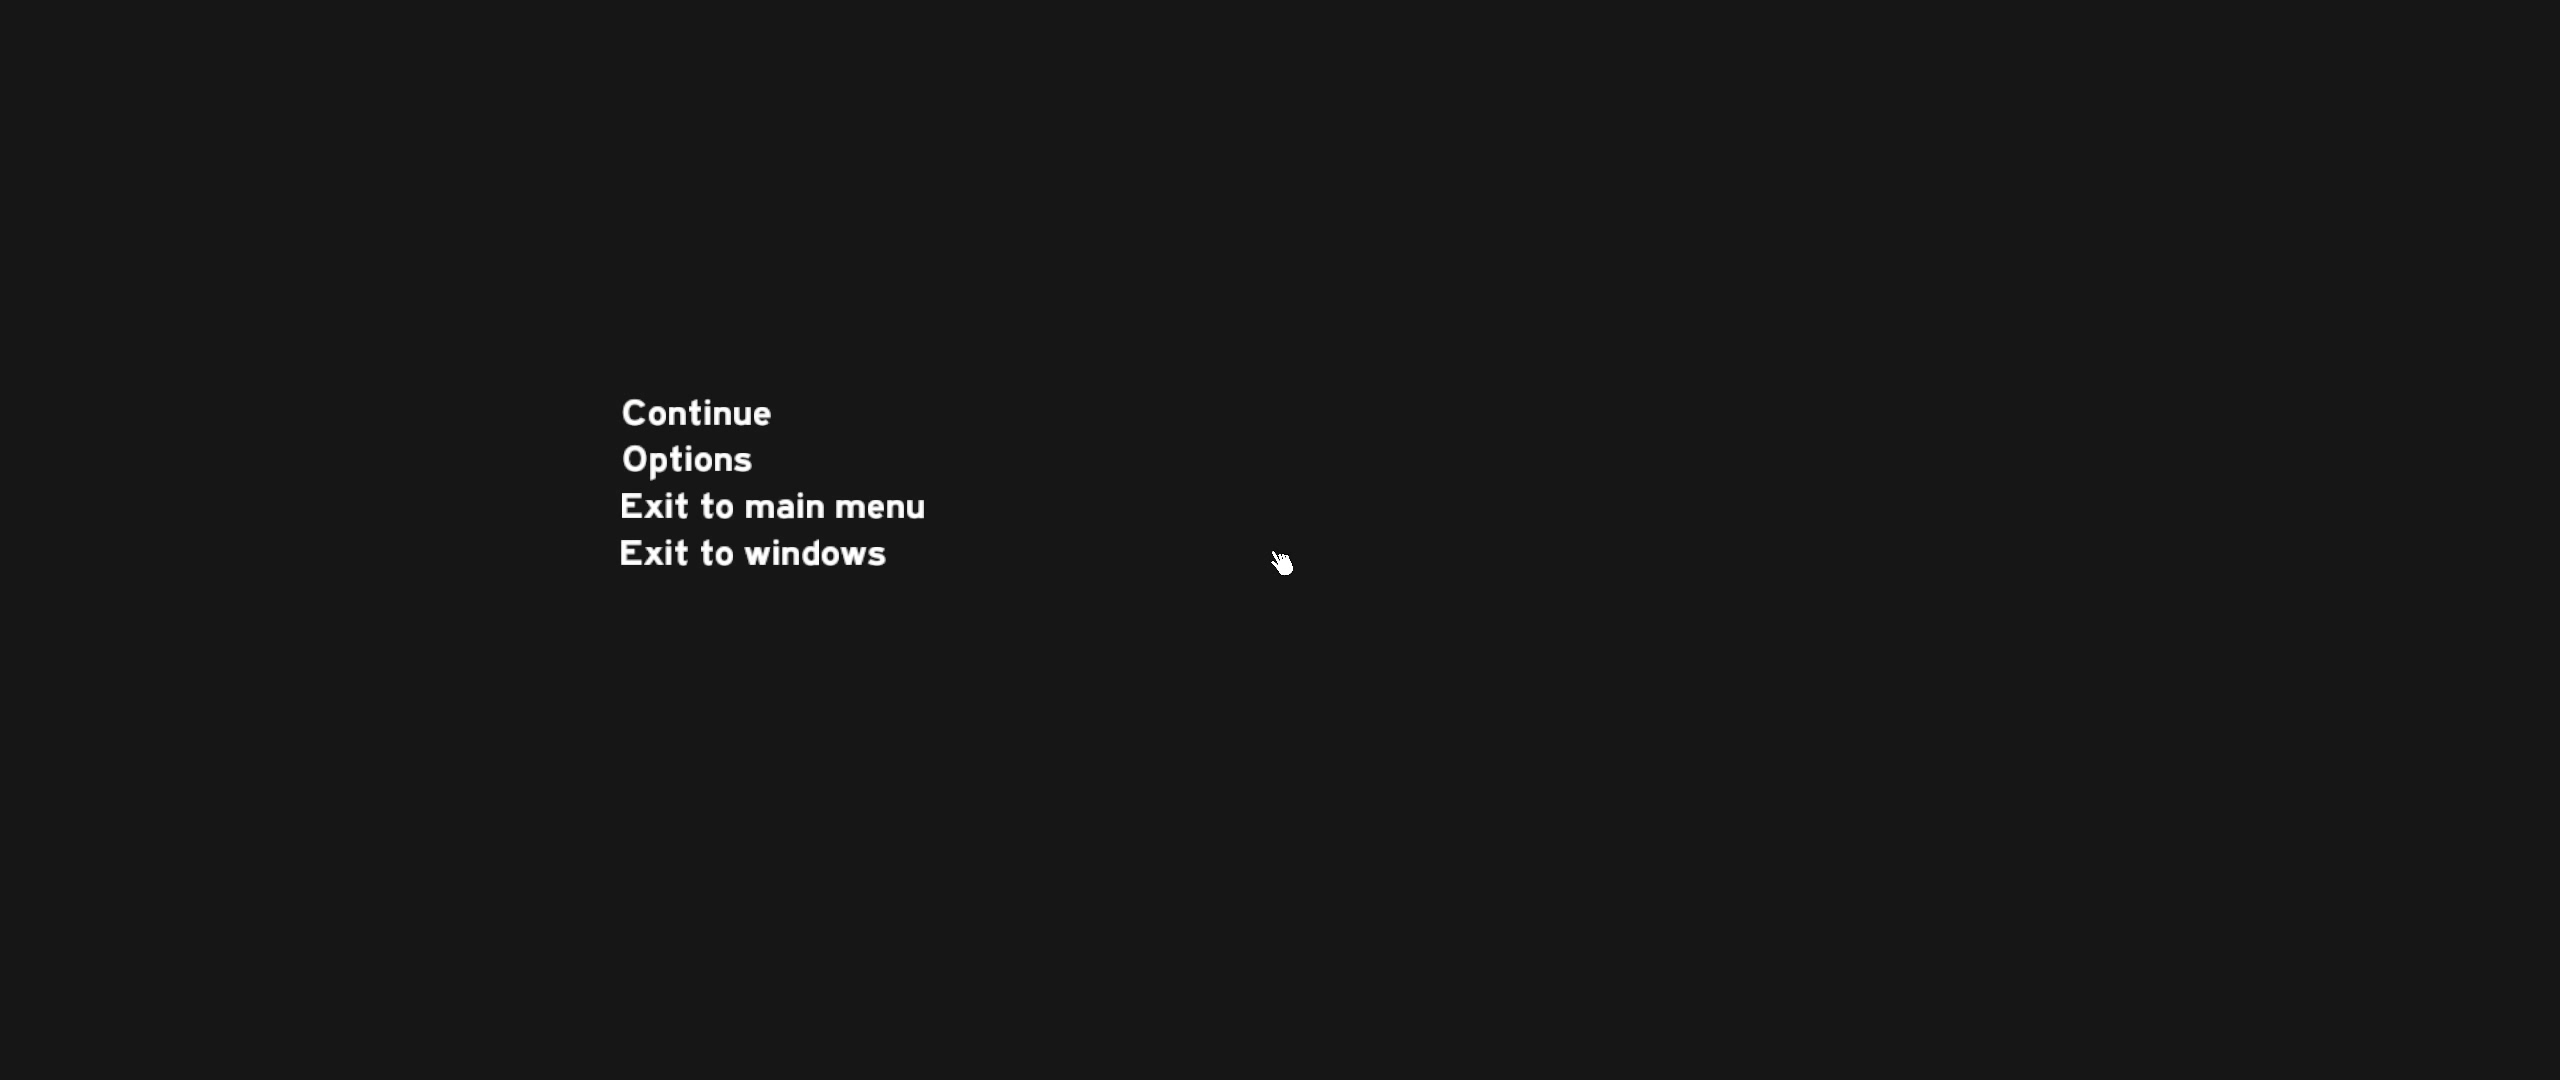 Continue
Options
Exit to main menu
Exit to windows